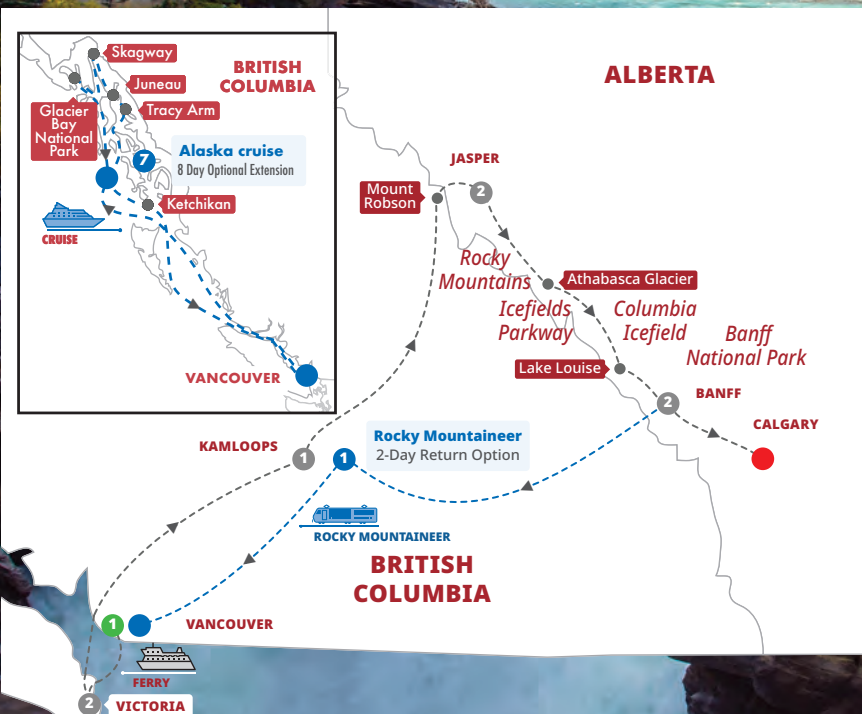 Skagway
BRITISH
COLUMBIA
Juneau
Tracy Arm
Glacier
Bay
National
Park
7
Alaska cruise
8 Day Optional Extension
Ketchikan
CRUISE
VANCOUVER
ALBERTA
JASPER
2
Mount
Robson
Rocky
Mountains
Athabasca Glacier
Icefields
Parkway
Columbia
Icefield
Banff
National Park
Lake Louise
2
BANFF
CALGARY
KAMLOOPS
1
1
Rocky Mountaineer
2-Day Return Option
ROCKY MOUNTAINEER
BRITISH
COLUMBIA
1
VANCOUVER
FERRY
2
VICTORIA